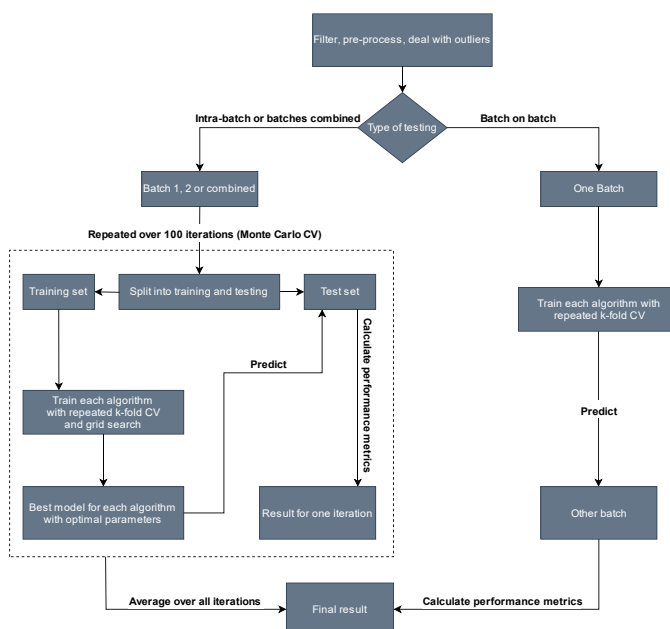 Filter, pre-process, deal with outliers
Intra-batch or batches combined
Type of testing
Batch on batch
Batch 1, 2 or combined
One Batch
Repeated over 100 iterations (Monte Carlo CV)
Training set
Split into training and testing
Test set
Train each algorithm with
repeated k-fold CV
Calculate performance
metrics
Predict
Train each algorithm
with repeated k-fold CV
and grid search
Predict
Best model for each algorithm
with optimal parameters
Result for one iteration
Other batch
Average over all iterations
Final result
Calculate performance metrics